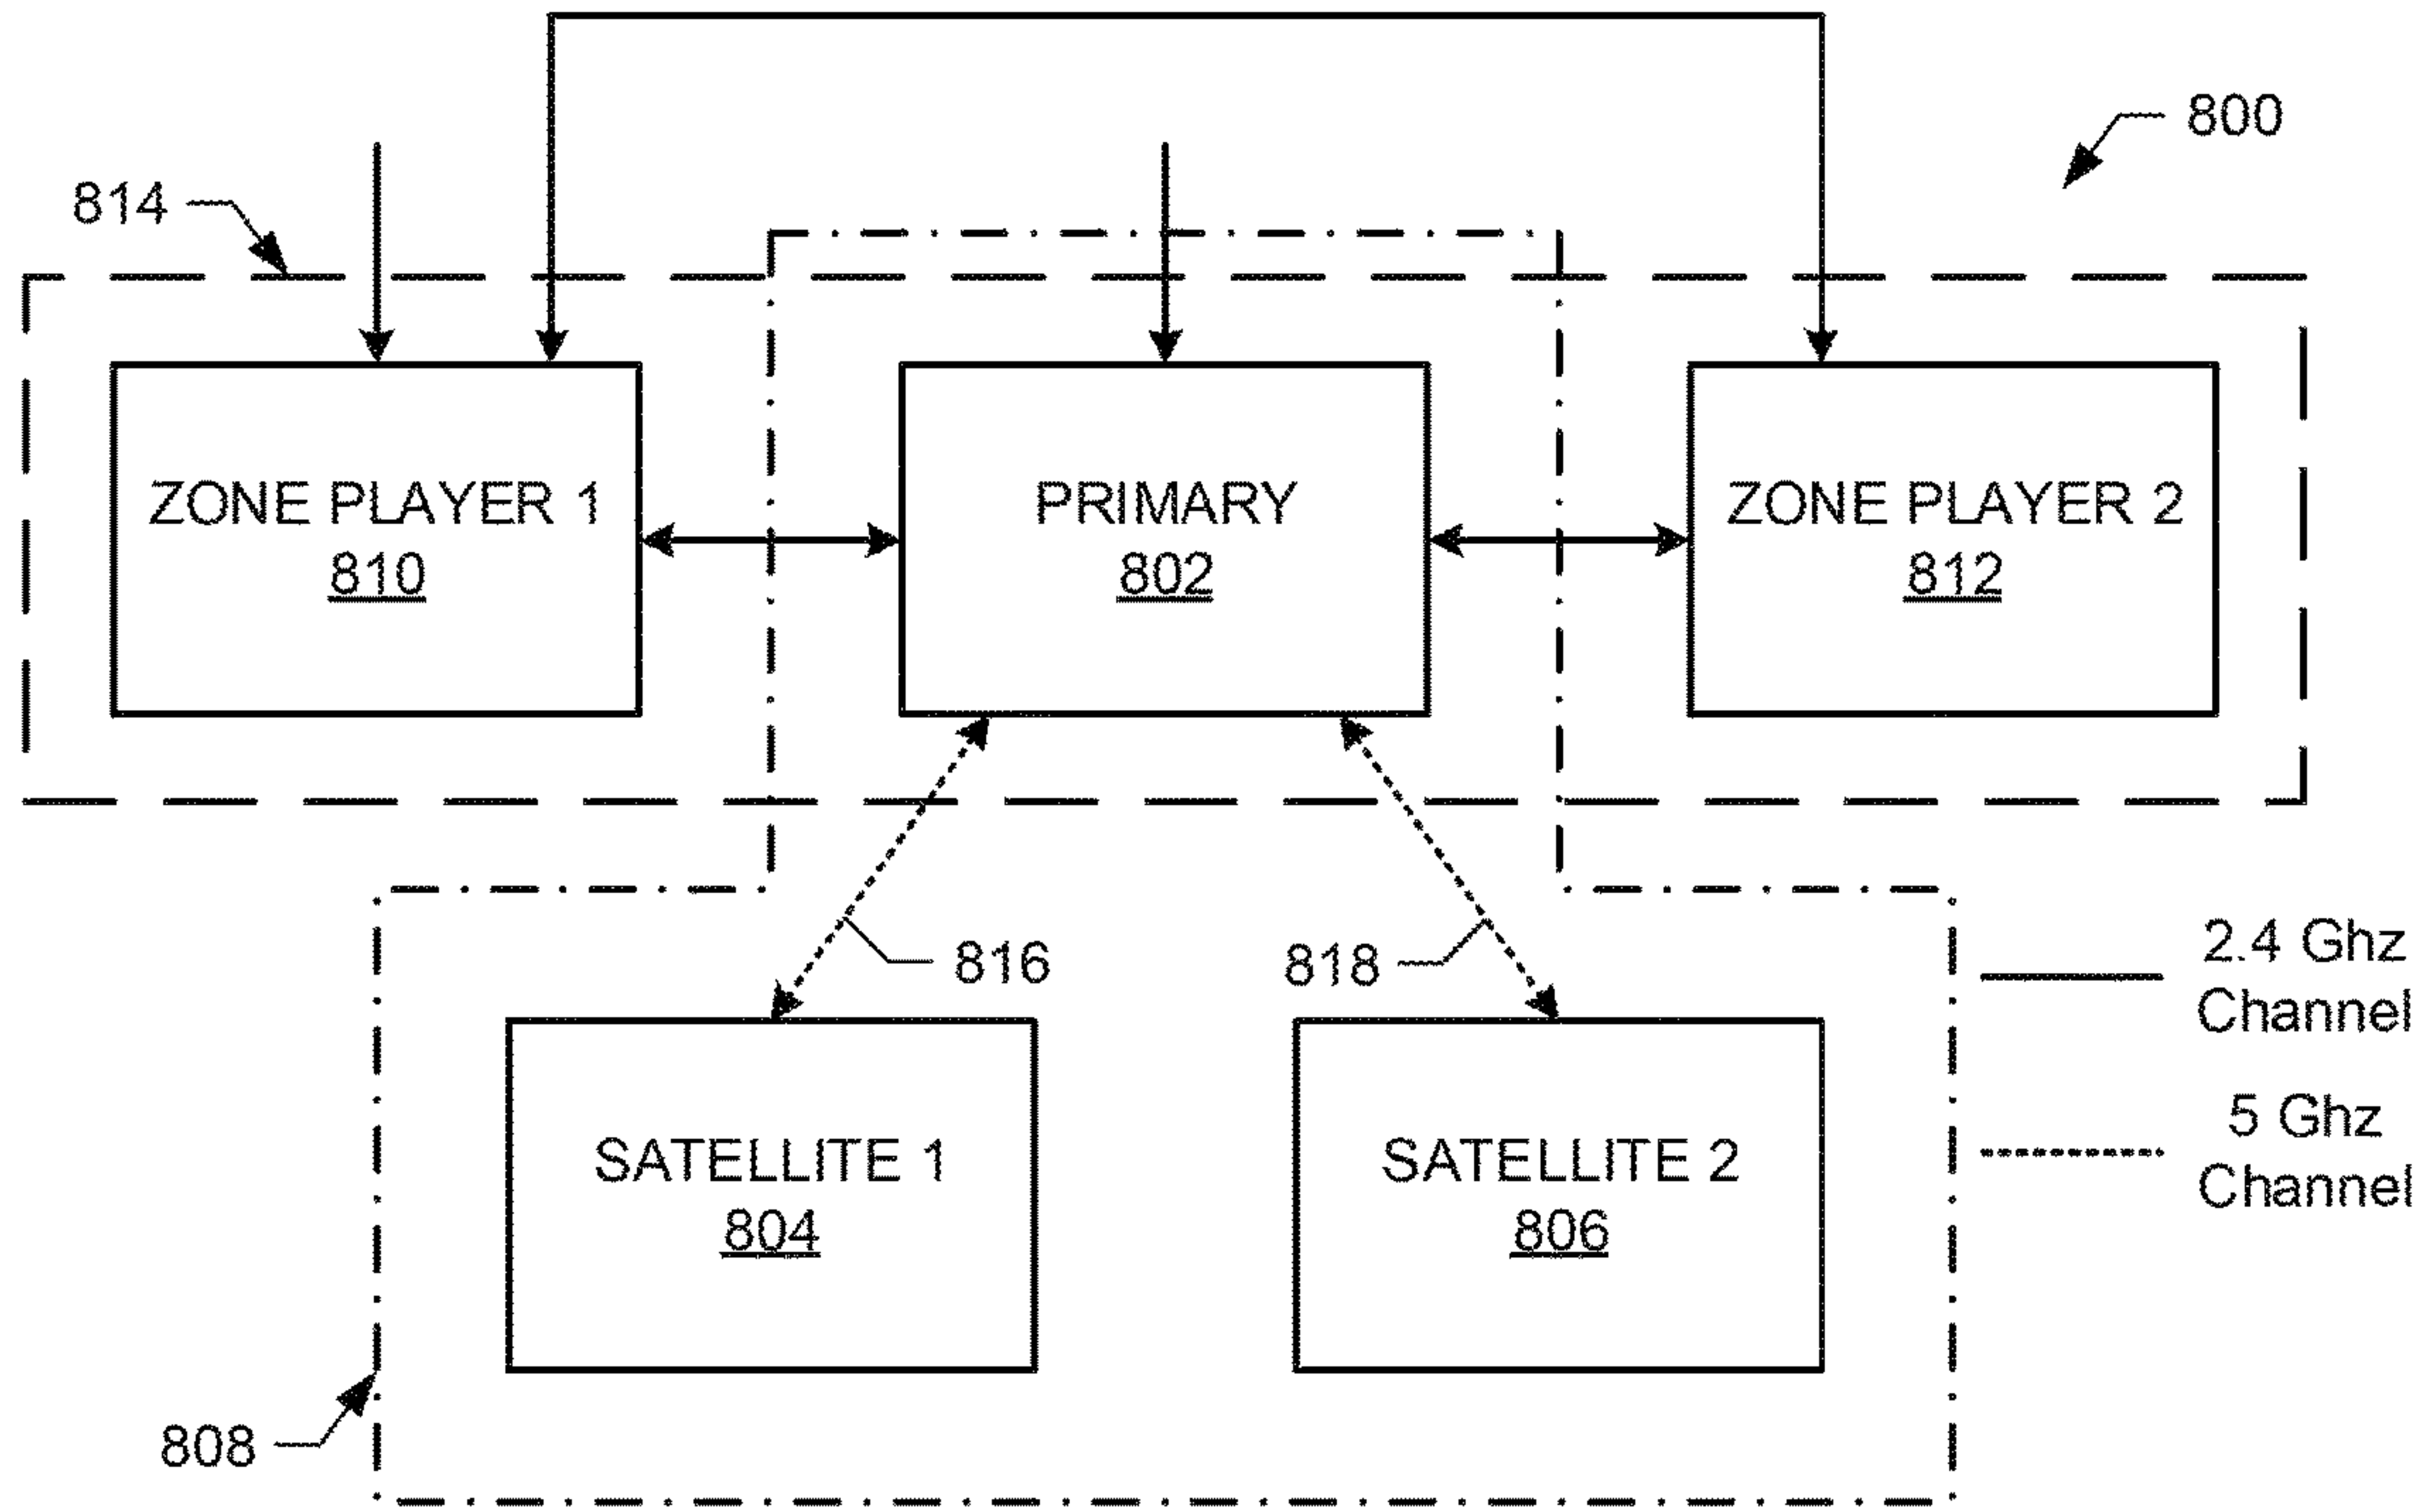 800
814
ZONE PLAYER 1
810
PRIMARY
802
ZONE PLAYER 2
812
816
818
2.4 Ghz
Channel
5 Ghz
Channel
SATELLITE 1
804
SATELLITE 2
806
808